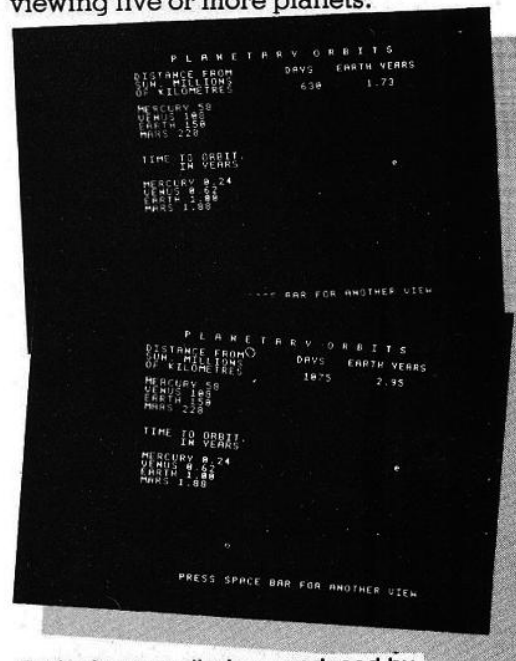 viewing five or more planets.
PLANETARY ORBITS
DISTANCE FROM DAYS EARTH YEARS
SUN, MILLIONS 630 1.73
OF KILOMETRES
MERCURY 58
VENUS 108
EARTH 150
MARS 228
TIME TO ORBIT,
IN YEARS
MERCURY 0.24
VENUS 0.62
EARTH 1.00
MARS 1.88
BAR FOR ANOTHER VIEW
PLANETARY ORBITS
DISTANCE FROM DAYS EARTH YEARS
SUN, MILLIONS 1075 2.95
OF KILOMETRES
MERCURY 58
VENUS 108
EARTH 150
MARS 228
TIME TO ORBIT,
IN YEARS
MERCURY 0.24
VENUS 0.62
EARTH 1.00
MARS 1.88
PRESS SPACE BAR FOR ANOTHER VIEW